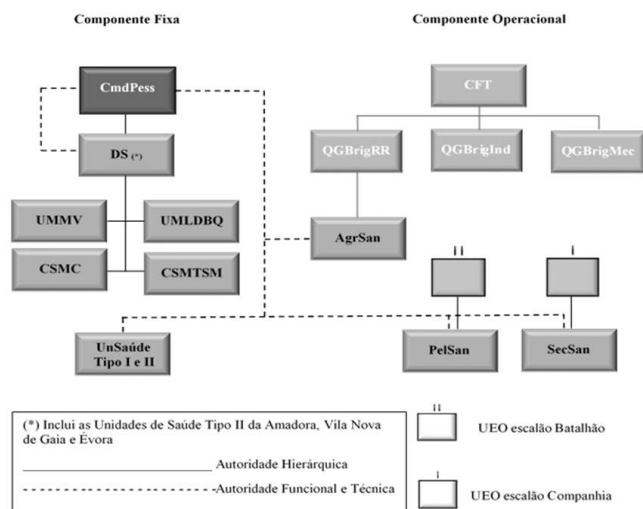 Componente Fixa
Componente Operacional
CmdPess
CFT
DS (*)
QGBrigRR
QGBrigInd
QGBrigMec
UMMV
UMLDBQ
AgrSan
CSMC
CSMTSM
UnSaúde
Tipo I e II
PelSan
SecSan
(*) Inclui as Unidades de Saúde Tipo II da Amadora, Vila Nova
de Gaia e Évora
Autoridade Hierárquica
Autoridade Funcional e Técnica
UEO escalão Batalhão
UEO escalão Companhia